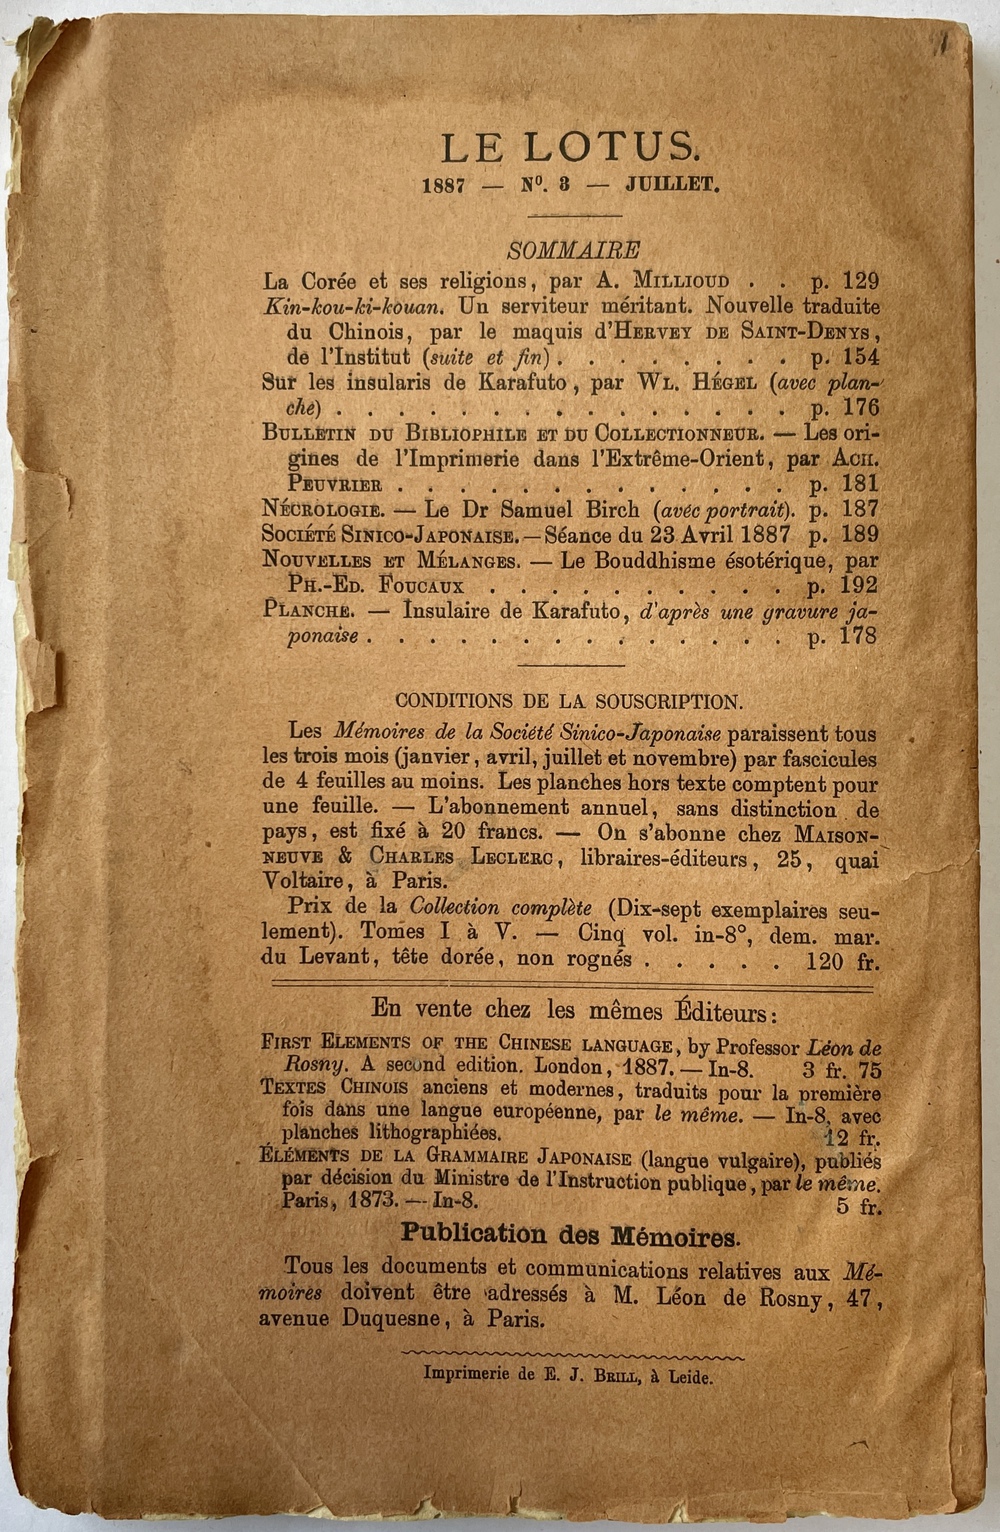 LE LOTUS.
1887 — Nº. 3 — JUILLET.
SOMMAIRE
La Corée et ses religions, par A. MILLIOUD . . p. 129
Kin-kou-ki-kouan. Un serviteur méritant. Nouvelle traduite
du Chinois, par le maquis d'HERVEY DE SAINT-DENYS,
de l'Institut (suite et fin) . . . . . . . . p. 154
Sur les insularis de Karafuto, par WL. HÉGEL (avec plan-
che) . . . . . . . . . . . . . . . p. 176
BULLETIN DU BIBLIOPHILE ET DU COLLECTIONNEUR. — Les ori-
gines de l'Imprimerie dans l'Extrême-Orient, par ACH.
PEUVRIER . . . . . . . . . . . . . p. 181
NÉCROLOGIE. — Le Dr Samuel Birch (avec portrait). p. 187
SOCIÉTÉ SINICO-JAPONAISE. — Séance du 23 Avril 1887 p. 189
NOUVELLES ET MÉLANGES. — Le Bouddhisme ésotérique, par
PH.-ED. FOUCAUX . . . . . . . . . . p. 192
PLANCHE. — Insulaire de Karafuto, d'après une gravure ja-
ponaise . . . . . . . . . . . . . . p. 178
CONDITIONS DE LA SOUSCRIPTION.
Les Mémoires de la Société Sinico-Japonaise paraissent tous
les trois mois (janvier, avril, juillet et novembre) par fascicules
de 4 feuilles au moins. Les planches hors texte comptent pour
une feuille. — L'abonnement annuel, sans distinction de
pays, est fixé à 20 francs. — On s'abonne chez MAISON-
NEUVE & CHARLES LECLERC, libraires-éditeurs, 25, quai
Voltaire, à Paris.
Prix de la Collection complète (Dix-sept exemplaires seu-
lement). Tomes I à V. — Cinq vol. in-8°, dem. mar.
du Levant, tête dorée, non rognés . . . . . 120 fr.
En vente chez les mêmes Éditeurs:
FIRST ELEMENTS OF THE CHINESE LANGUAGE, by Professor Léon de
Rosny. A second edition. London, 1887. — In-8. 3 fr. 75
TEXTES CHINOIS anciens et modernes, traduits pour la première
fois dans une langue européenne, par le même. — In-8, avec
planches lithographiées. 12 fr.
ÉLÉMENTS DE LA GRAMMAIRE JAPONAISE (langue vulgaire), publiés
par décision du Ministre de l'Instruction publique, par le même.
Paris, 1873. — In-8. 5 fr.
Publication des Mémoires.
Tous les documents et communications relatives aux Mé-
moires doivent être adressés à M. Léon de Rosny, 47,
avenue Duquesne, à Paris.
Imprimerie de E. J. BRILL, à Leide.